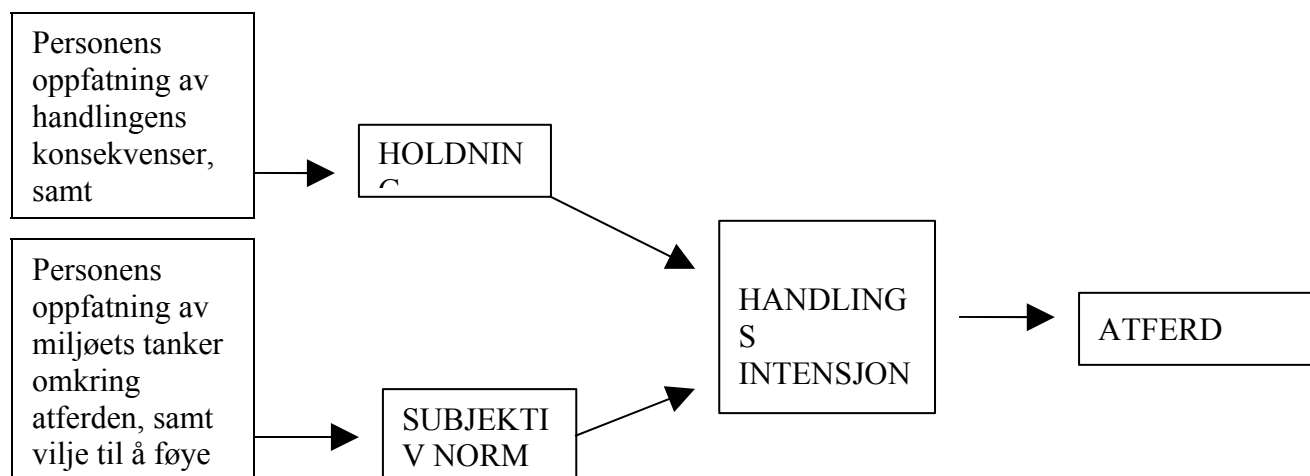 Personens
oppfatning av
handlingens
konsekvenser,
samt
HOLDNIN
Personens
oppfatning av
miljøets tanker
omkring
atferden, samt
vilje til å føye
SUBJEKTI
V NORM
HANDLING
S
INTENSJON
ATFERD